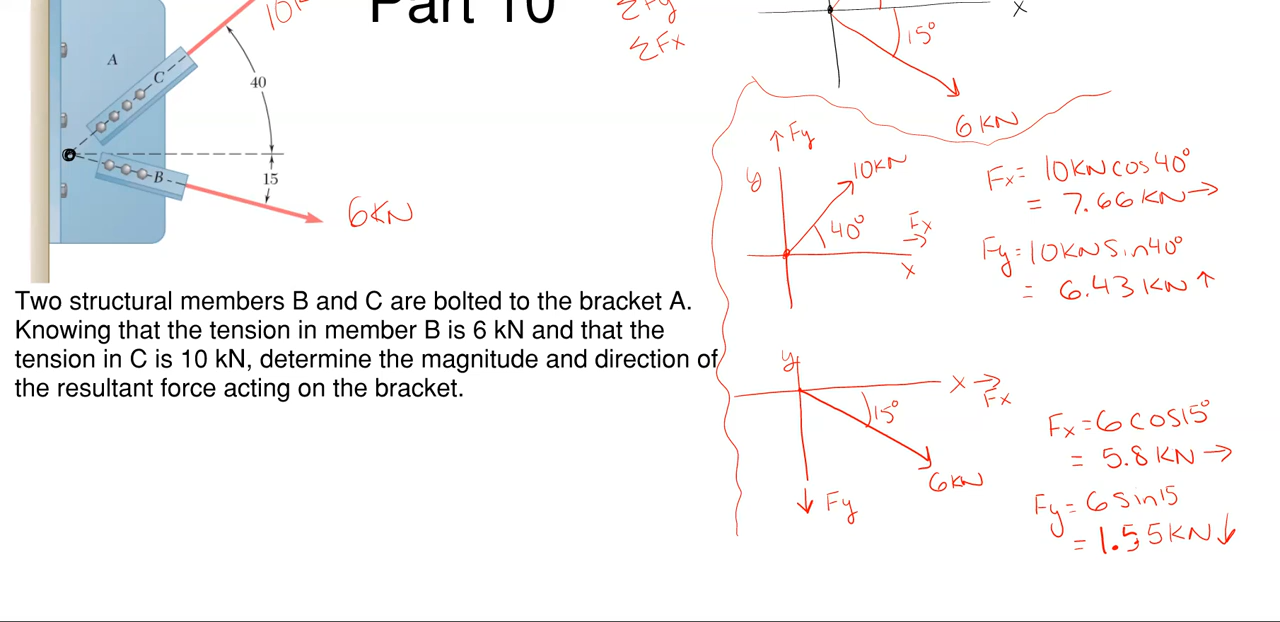 Part 10
10k
ΣFy
ΣFx
x
15°
6 KN
A
C
40
15
B
6KN
↑ Fy
y
10KN
40°
Fx
→
x
Fx = 10KN cos 40°
= 7.66 KN →
Fy = 10KN Sin 40°
= 6.43 KN ↑
Two structural members B and C are bolted to the bracket A.
Knowing that the tension in member B is 6 kN and that the
tension in C is 10 kN, determine the magnitude and direction of
the resultant force acting on the bracket.
y
x →
Fx
15°
6KN
↓ Fy
Fx = 6 cos 15°
= 5.8 KN →
Fy = 6 Sin 15
= 1.55 KN ↓